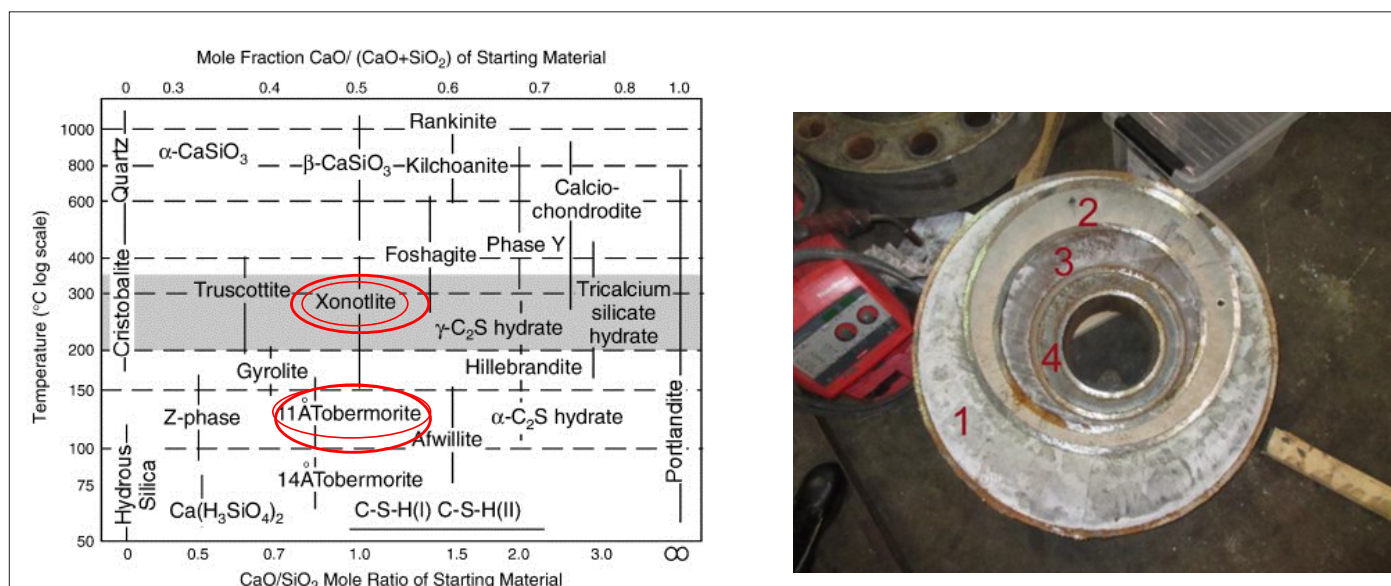 Mole Fraction CaO/ (CaO+SiO₂) of Starting Material
0 0.3 0.4 0.5 0.6 0.7 0.8 1.0
Temperature (°C log scale)
1000
800
600
400
300
200
150
100
75
50
Quartz
Cristobalite
Hydrous
Silica
Rankinite
α-CaSiO₃
β-CaSiO₃
Kilchoanite
Calcio-
chondrodite
Foshagite
Phase Y
Truscottite
Xonotlite
Tricalcium
silicate
hydrate
γ-C₂S hydrate
Gyrolite
Hillebrandite
Z-phase
11ÅTobermorite
α-C₂S hydrate
Afwillite
14ÅTobermorite
Ca(H₃SiO₄)₂
C-S-H(I) C-S-H(II)
Portlandite
0 0.5 0.7 1.0 1.5 2.0 3.0 ∞
CaO/SiO₂ Mole Ratio of Starting Material
2
3
4
1